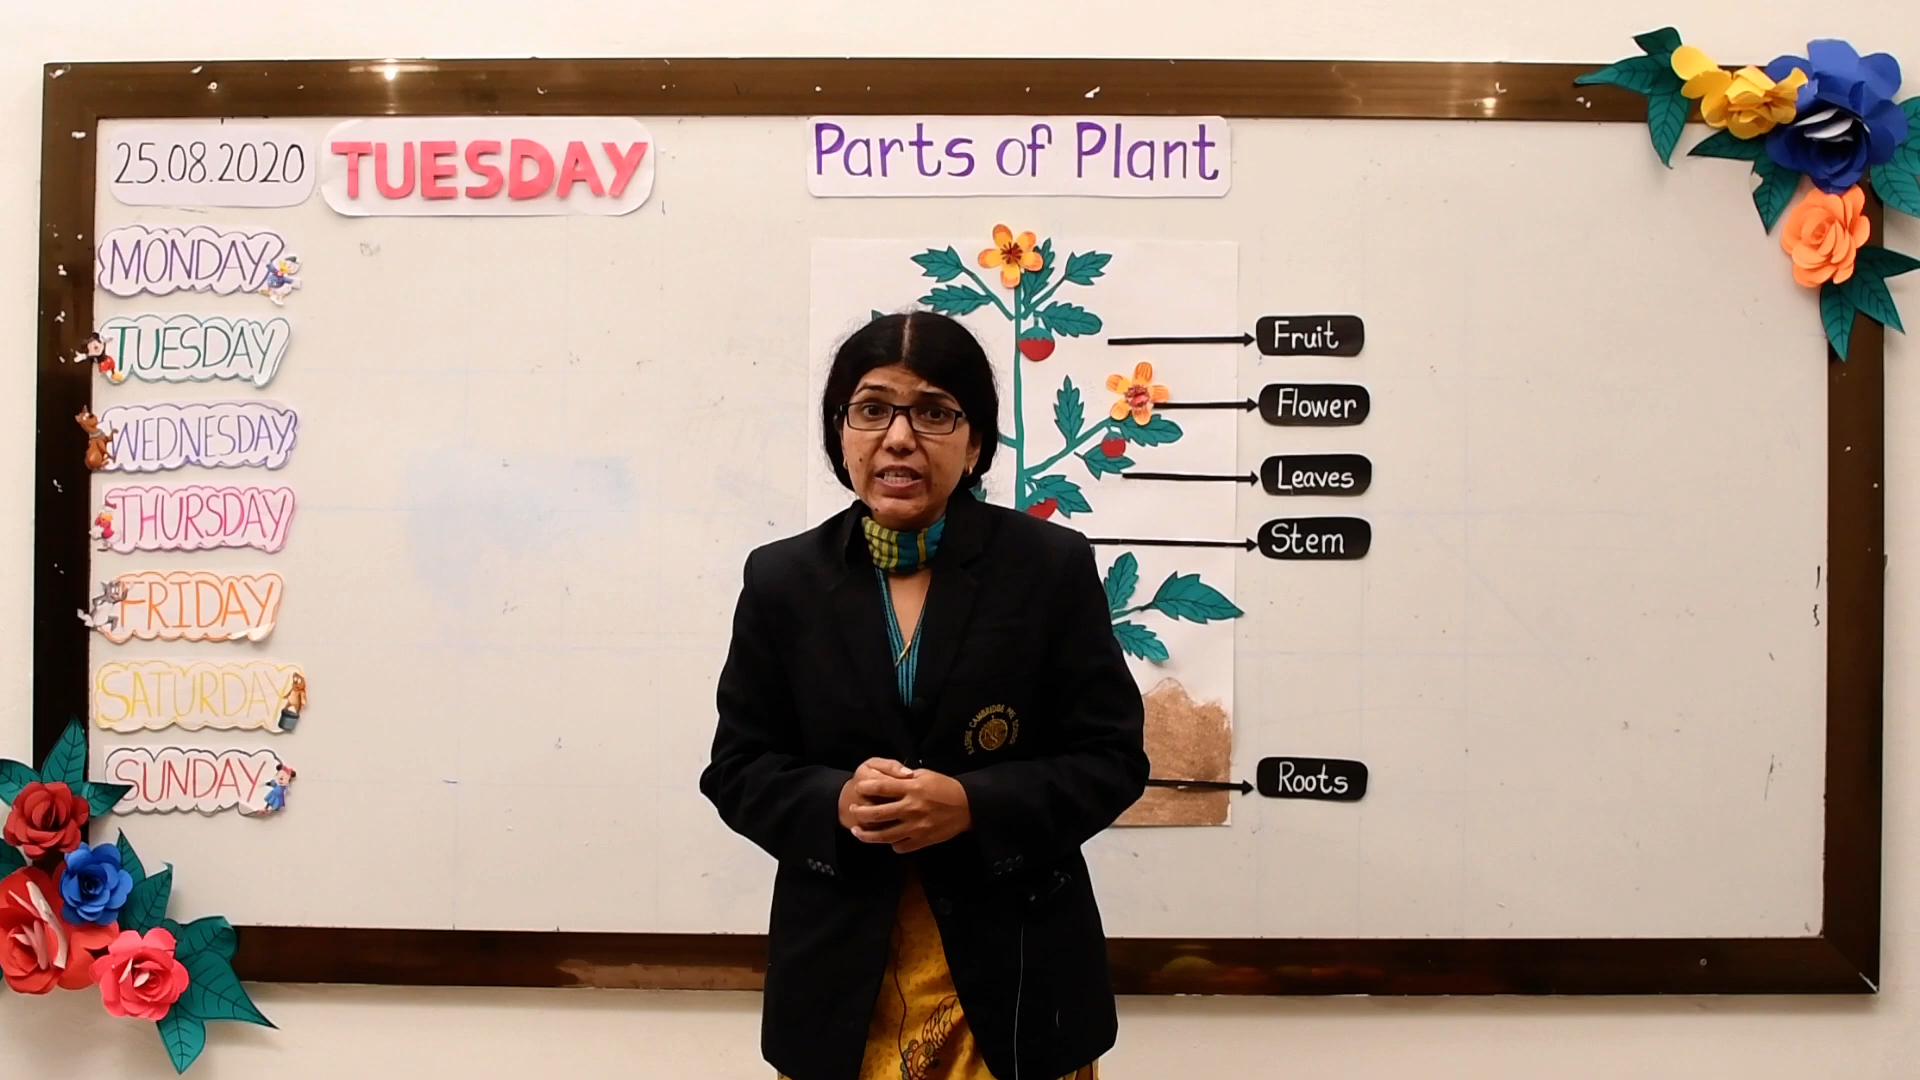 25.08.2020
TUESDAY
Parts of Plant
MONDAY
TUESDAY
WEDNESDAY
THURSDAY
FRIDAY
SATURDAY
SUNDAY
Fruit
Flower
Leaves
Stem
Roots
CAMBRIDGE